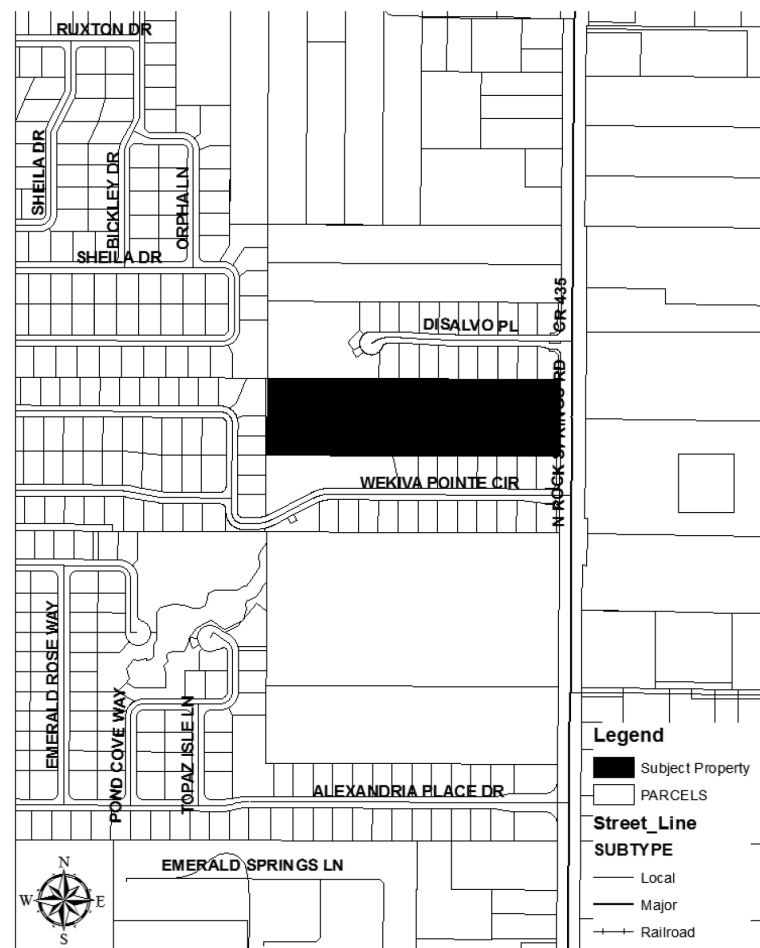 RUXTON DR
SHEILA DR
BICKLEY DR
ORPHA LN
SHEILA DR
CR 435
DISALVO PL
N ROCK SPRINGS RD
WEKIVA POINTE CIR
EMERALD ROSE WAY
POND COVE WAY
TOPAZ ISLE LN
ALEXANDRIA PLACE DR
EMERALD SPRINGS LN
Legend
Subject Property
PARCELS
Street_Line
SUBTYPE
Local
Major
Railroad
N
W E
S